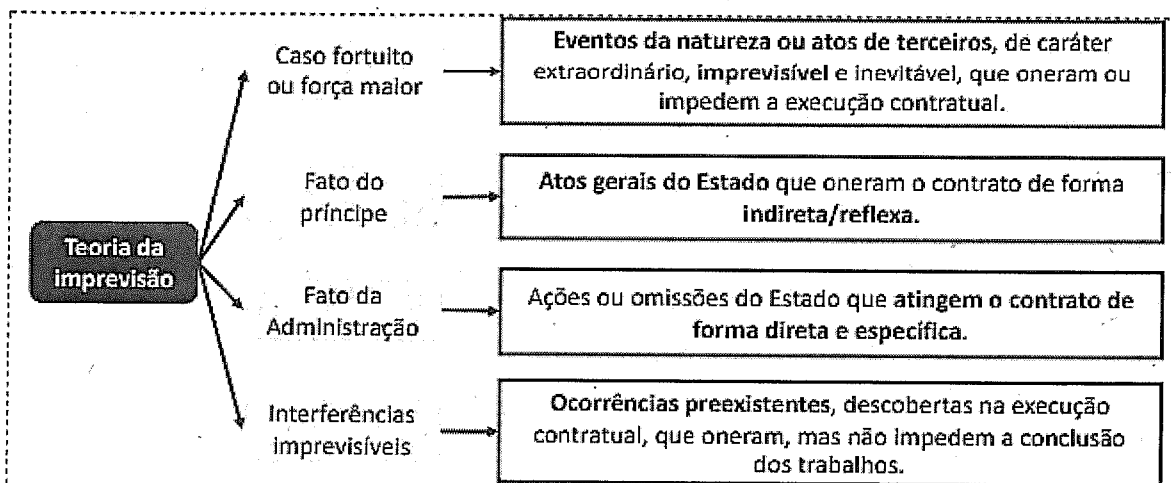 Caso fortuito
ou força maior
Eventos da natureza ou atos de terceiros, de caráter
extraordinário, imprevisível e inevitável, que oneram ou
impedem a execução contratual.
Fato do
príncipe
Atos gerais do Estado que oneram o contrato de forma
indireta/reflexa.
Teoria da
imprevisão
Fato da
Administração
Ações ou omissões do Estado que atingem o contrato de
forma direta e específica.
Interferências
imprevisíveis
Ocorrências preexistentes, descobertas na execução
contratual, que oneram, mas não impedem a conclusão
dos trabalhos.